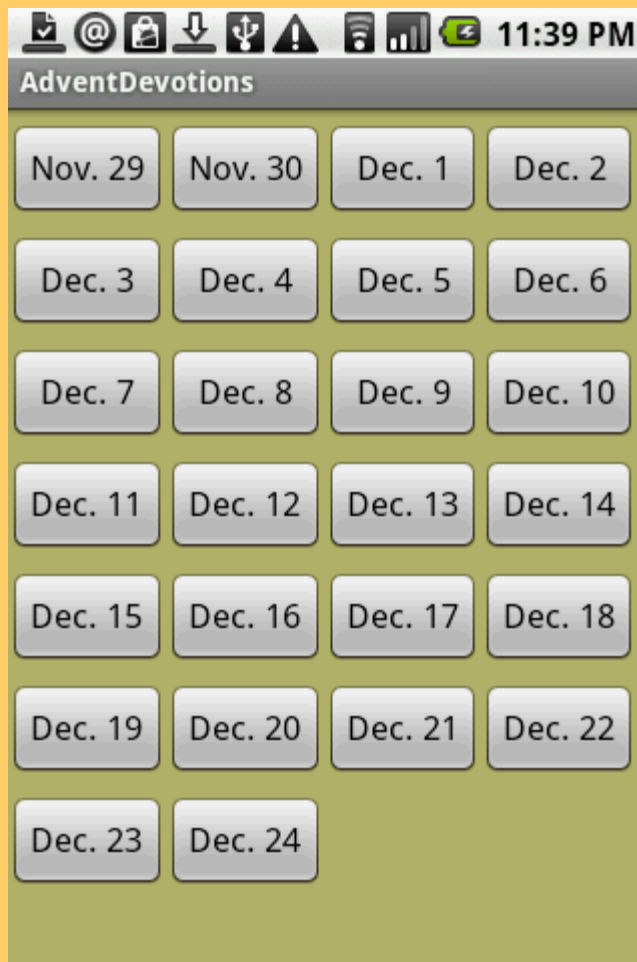 11:39 PM
AdventDevotions
Nov. 29 Nov. 30 Dec. 1 Dec. 2
Dec. 3 Dec. 4 Dec. 5 Dec. 6
Dec. 7 Dec. 8 Dec. 9 Dec. 10
Dec. 11 Dec. 12 Dec. 13 Dec. 14
Dec. 15 Dec. 16 Dec. 17 Dec. 18
Dec. 19 Dec. 20 Dec. 21 Dec. 22
Dec. 23 Dec. 24